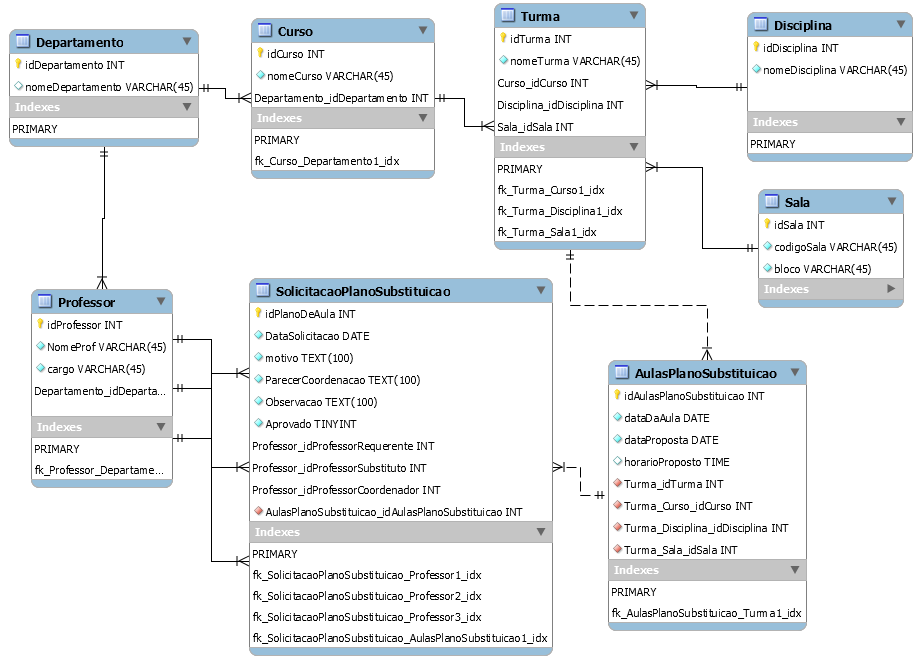 Departamento
idDepartamento INT
nomeDepartamento VARCHAR(45)
Indexes
PRIMARY
Curso
idCurso INT
nomeCurso VARCHAR(45)
Departamento_idDepartamento INT
Indexes
PRIMARY
fk_Curso_Departamento1_idx
Turma
idTurma INT
nomeTurma VARCHAR(45)
Curso_idCurso INT
Disciplina_idDisciplina INT
Sala_idSala INT
Indexes
PRIMARY
fk_Turma_Curso1_idx
fk_Turma_Disciplina1_idx
fk_Turma_Sala1_idx
Disciplina
idDisciplina INT
nomeDisciplina VARCHAR(45)
Indexes
PRIMARY
Sala
idSala INT
codigoSala VARCHAR(45)
bloco VARCHAR(45)
Indexes
Professor
idProfessor INT
NomeProf VARCHAR(45)
cargo VARCHAR(45)
Departamento_idDeparta...
Indexes
PRIMARY
fk_Professor_Departame...
SolicitacaoPlanoSubstituicao
idPlanoDeAula INT
DataSolicitacao DATE
motivo TEXT(100)
ParecerCoordenacao TEXT(100)
Observacao TEXT(100)
Aprovado TINYINT
Professor_idProfessorRequerente INT
Professor_idProfessorSubstituto INT
Professor_idProfessorCoordenador INT
AulasPlanoSubstituicao_idAulasPlanoSubstituicao INT
Indexes
PRIMARY
fk_SolicitacaoPlanoSubstituicao_Professor1_idx
fk_SolicitacaoPlanoSubstituicao_Professor2_idx
fk_SolicitacaoPlanoSubstituicao_Professor3_idx
fk_SolicitacaoPlanoSubstituicao_AulasPlanoSubstituicao1_idx
AulasPlanoSubstituicao
idAulasPlanoSubstituicao INT
dataDaAula DATE
dataProposta DATE
horarioProposto TIME
Turma_idTurma INT
Turma_Curso_idCurso INT
Turma_Disciplina_idDisciplina INT
Turma_Sala_idSala INT
Indexes
PRIMARY
fk_AulasPlanoSubstituicao_Turma1_idx